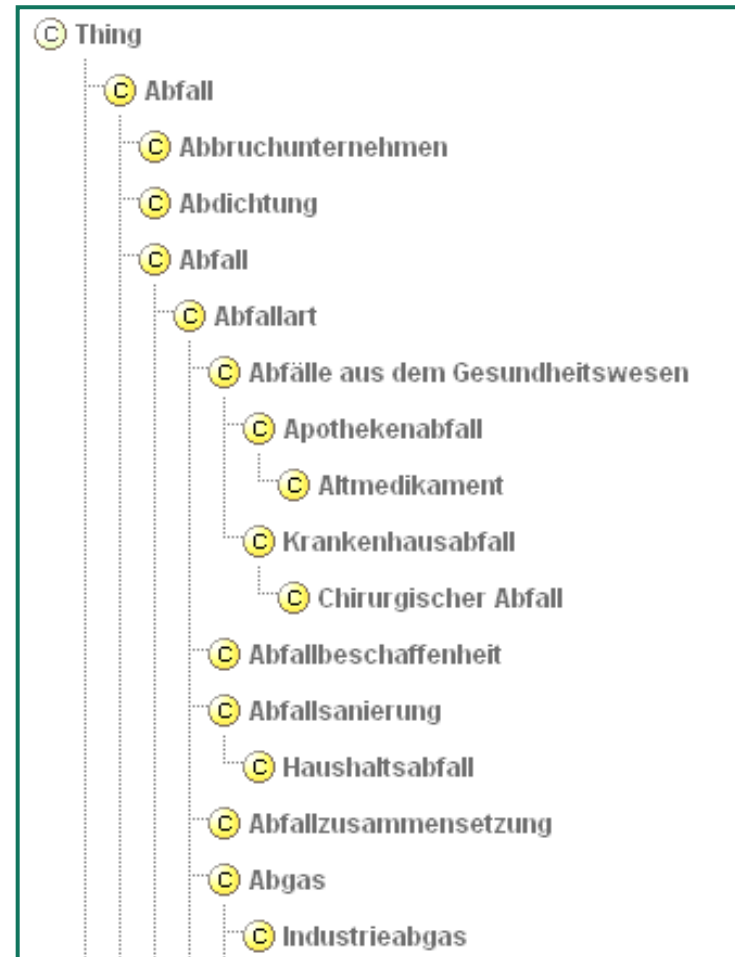 C Thing
C Abfall
C Abbruchunternehmen
C Abdichtung
C Abfall
C Abfallart
C Abfälle aus dem Gesundheitswesen
C Apothekenabfall
C Altmedikament
C Krankenhausabfall
C Chirurgischer Abfall
C Abfallbeschaffenheit
C Abfallsanierung
C Haushaltsabfall
C Abfallzusammensetzung
C Abgas
C Industrieabgas